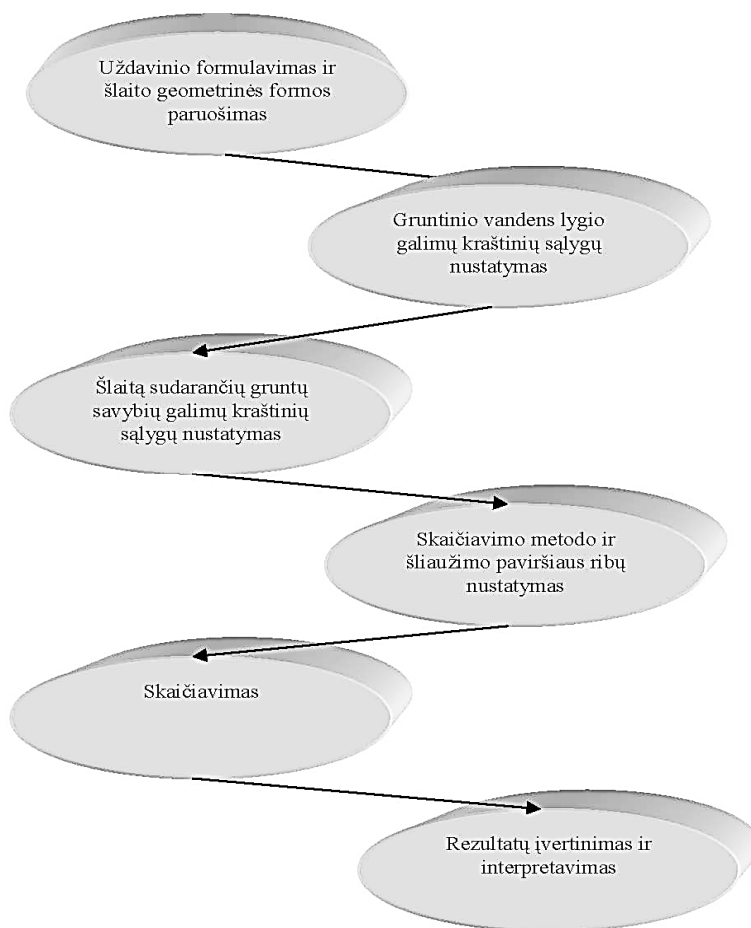 Uždavinio formulavimas ir
šlaito geometrinės formos
paruošimas
Gruntinio vandens lygio
galimų kraštinių sąlygų
nustatymas
Šlaitą sudarančių gruntų
savybių galimų kraštinių
sąlygų nustatymas
Skaičiavimo metodo ir
šliaužimo paviršiaus ribų
nustatymas
Skaičiavimas
Rezultatų įvertinimas ir
interpretavimas